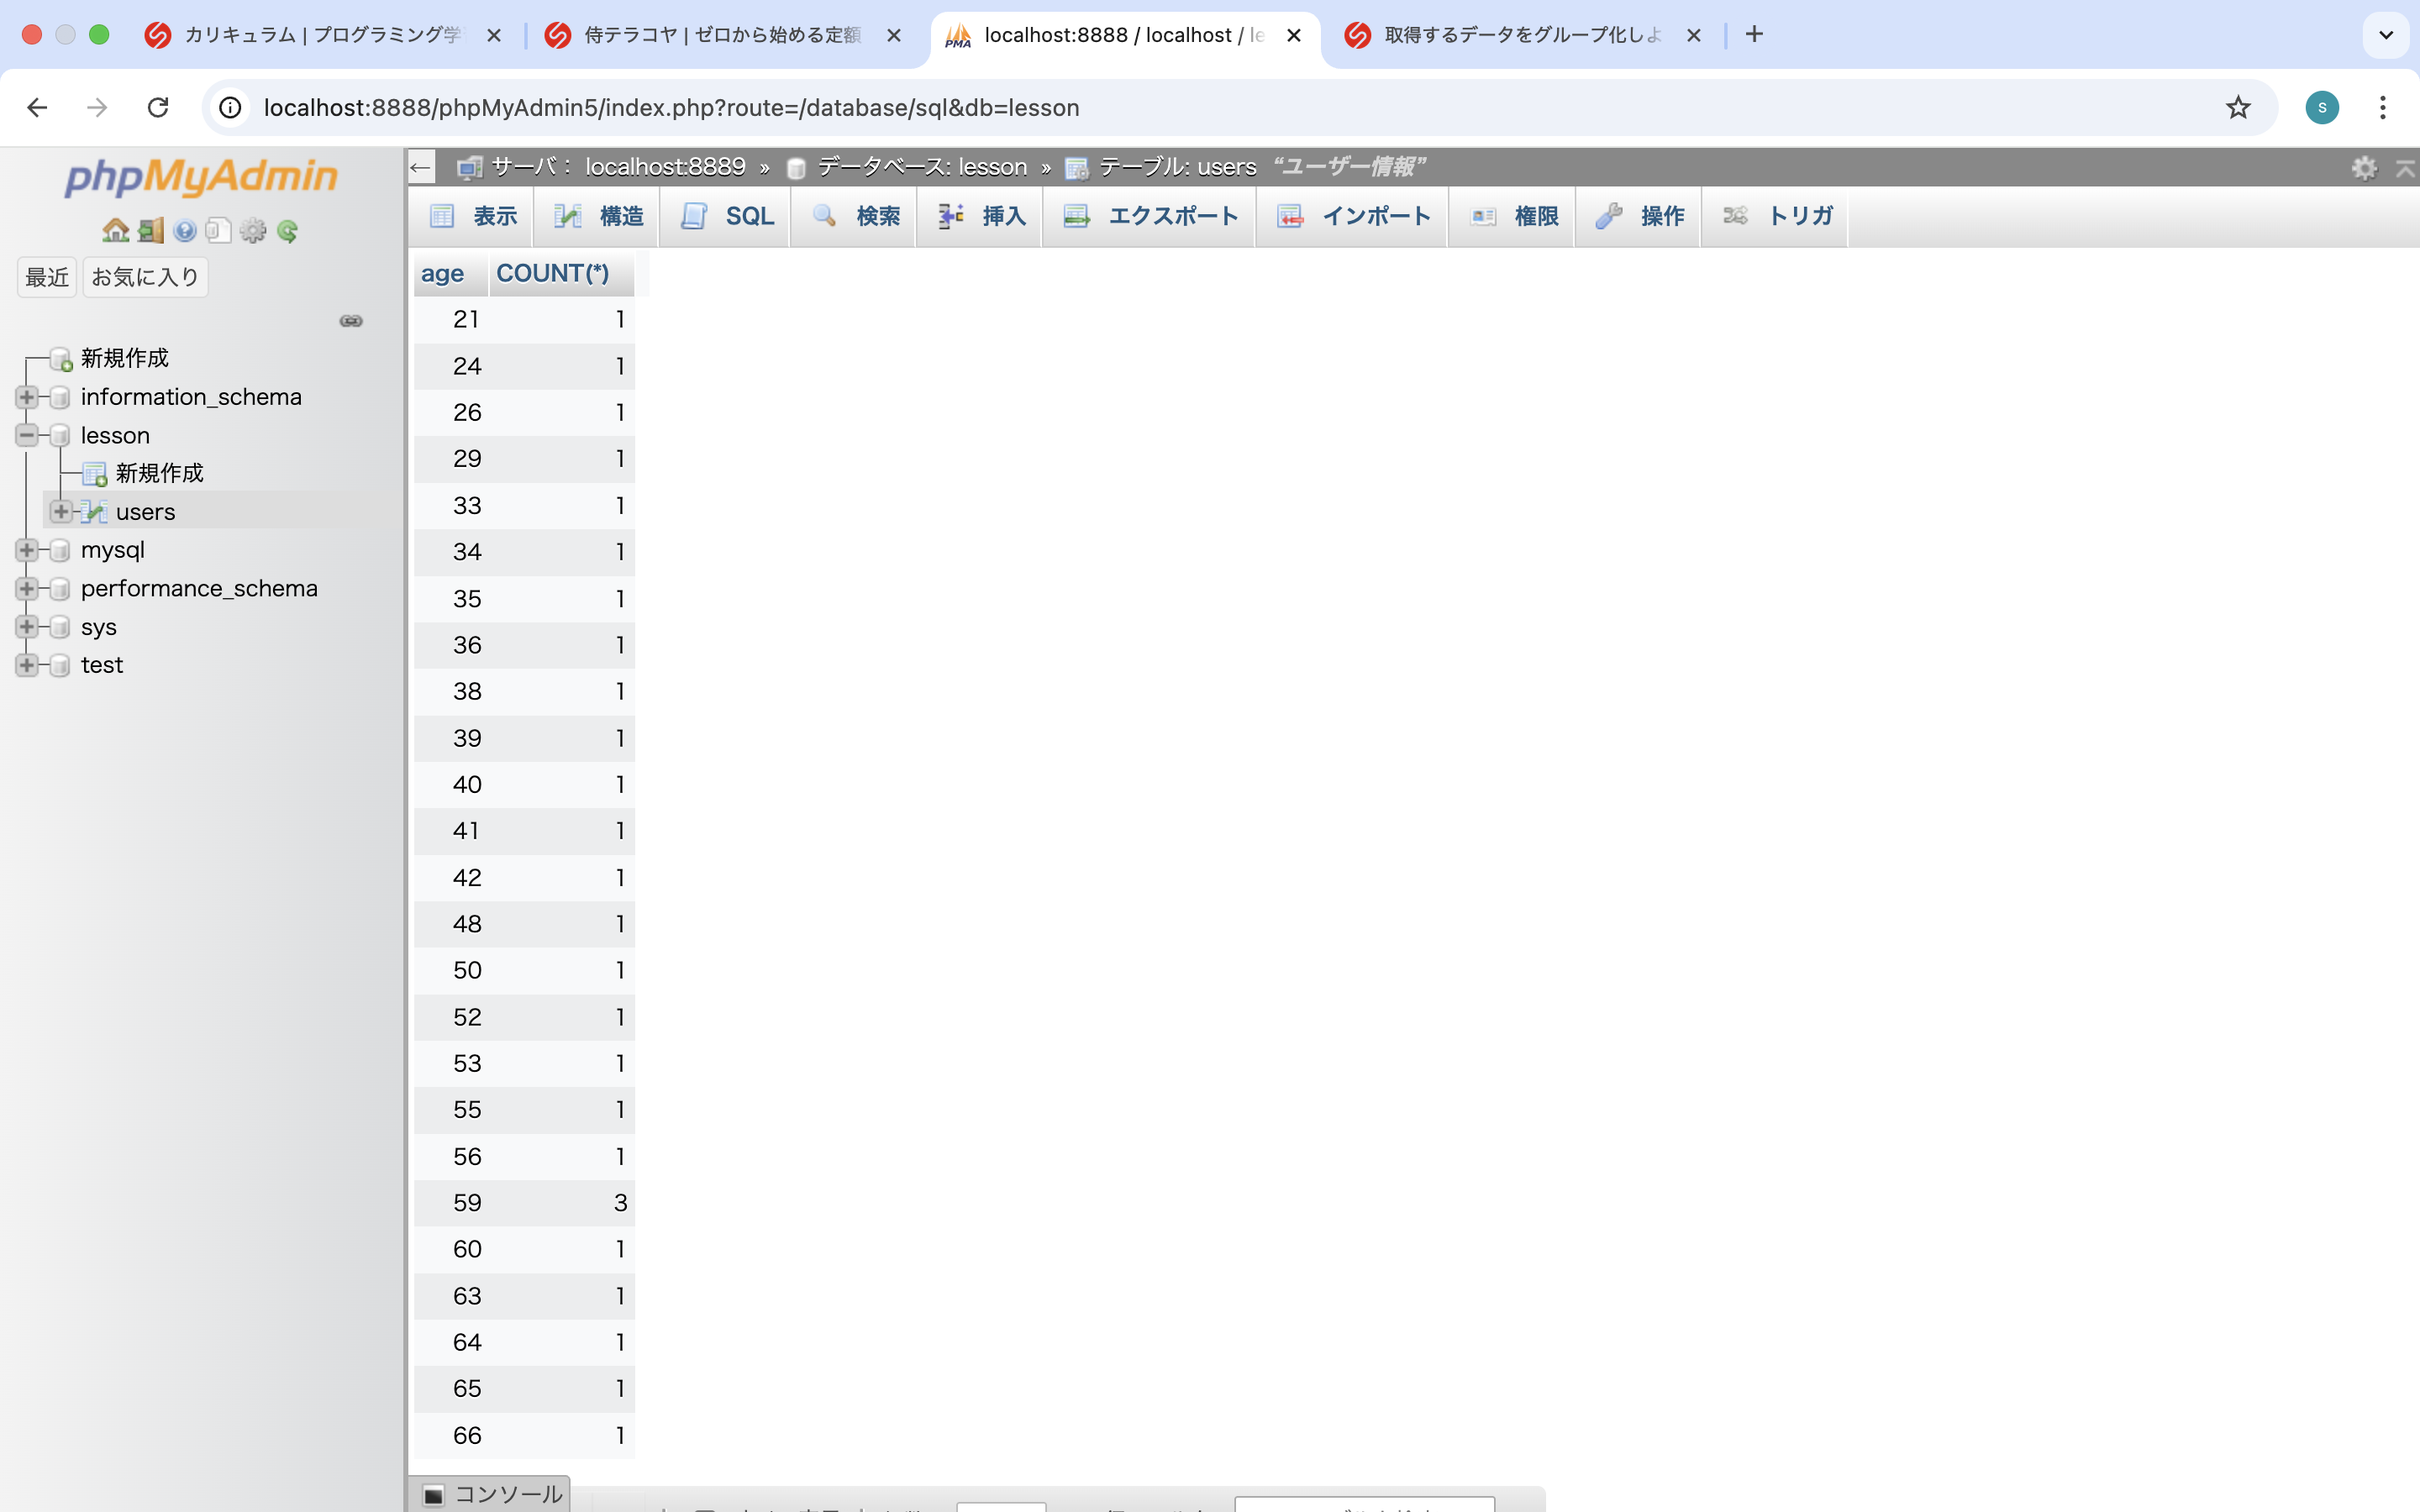 カリキュラム | プログラミング学
侍テラコヤ | ゼロから始める定額
localhost:8888 / localhost / le
取得するデータをグループ化しよ
localhost:8888/phpMyAdmin5/index.php?route=/database/sql&db=lesson
s
phpMyAdmin
最近
お気に入り
新規作成
information_schema
lesson
新規作成
users
mysql
performance_schema
sys
test
サーバ： localhost:8889 » データベース: lesson » テーブル: users “ユーザー情報”
表示 構造 SQL 検索 挿入 エクスポート インポート 権限 操作 トリガ
age COUNT(*)
21 1
24 1
26 1
29 1
33 1
34 1
35 1
36 1
38 1
39 1
40 1
41 1
42 1
48 1
50 1
52 1
53 1
55 1
56 1
59 3
60 1
63 1
64 1
65 1
66 1
コンソール